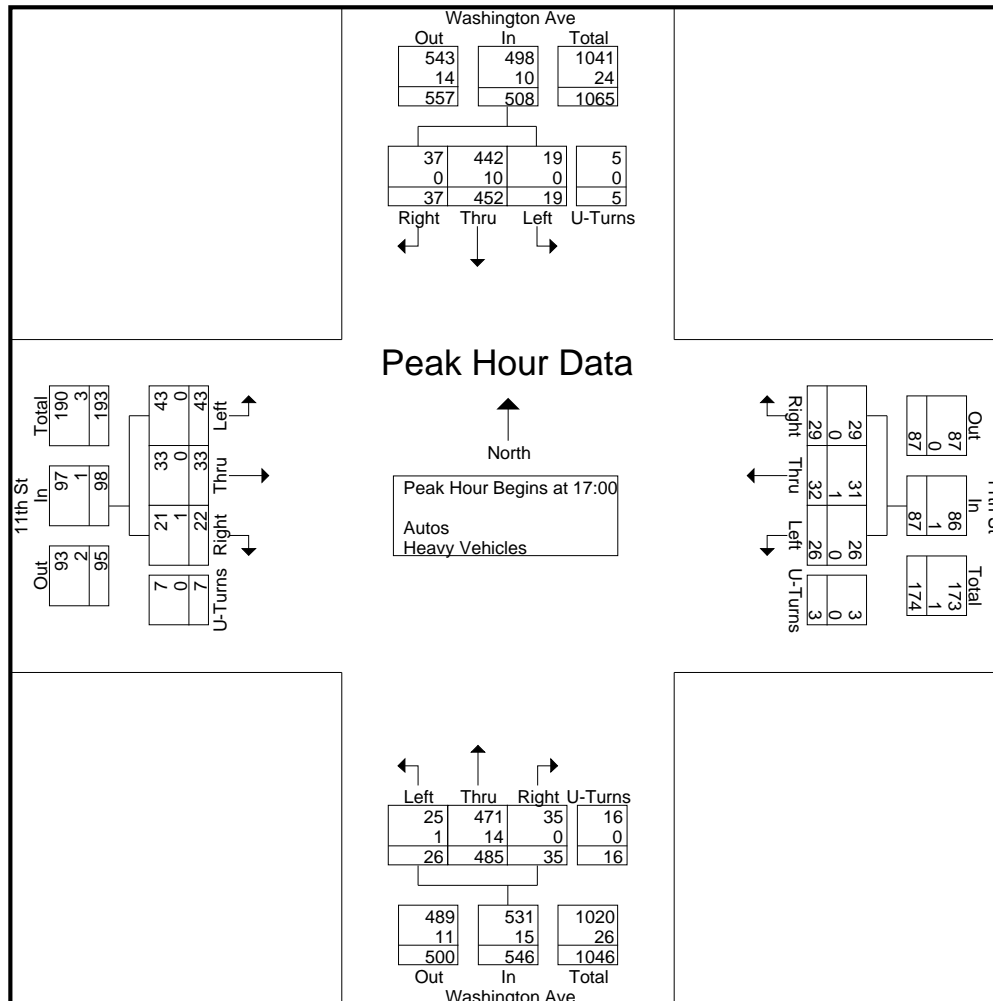 Washington Ave
Out In Total
543 498 1041
14 10 24
557 508 1065
37 442 19 5
0 10 0 0
37 452 19 5
Right Thru Left U-Turns
Peak Hour Data
North
Peak Hour Begins at 17:00
Autos
Heavy Vehicles
11th St
Total In Out
190 97 93
3 1 2
193 98 95
43 33 21 7
0 0 1 0
43 33 22 7
Left Thru Right U-Turns
Right Thru Left U-Turns
29 31 26 3
0 1 0 0
29 32 26 3
Out In Total
87 86 173
0 1 1
87 87 174
St
Left Thru Right U-Turns
25 471 35 16
1 14 0 0
26 485 35 16
489 531 1020
11 15 26
500 546 1046
Out In Total
Washington Ave